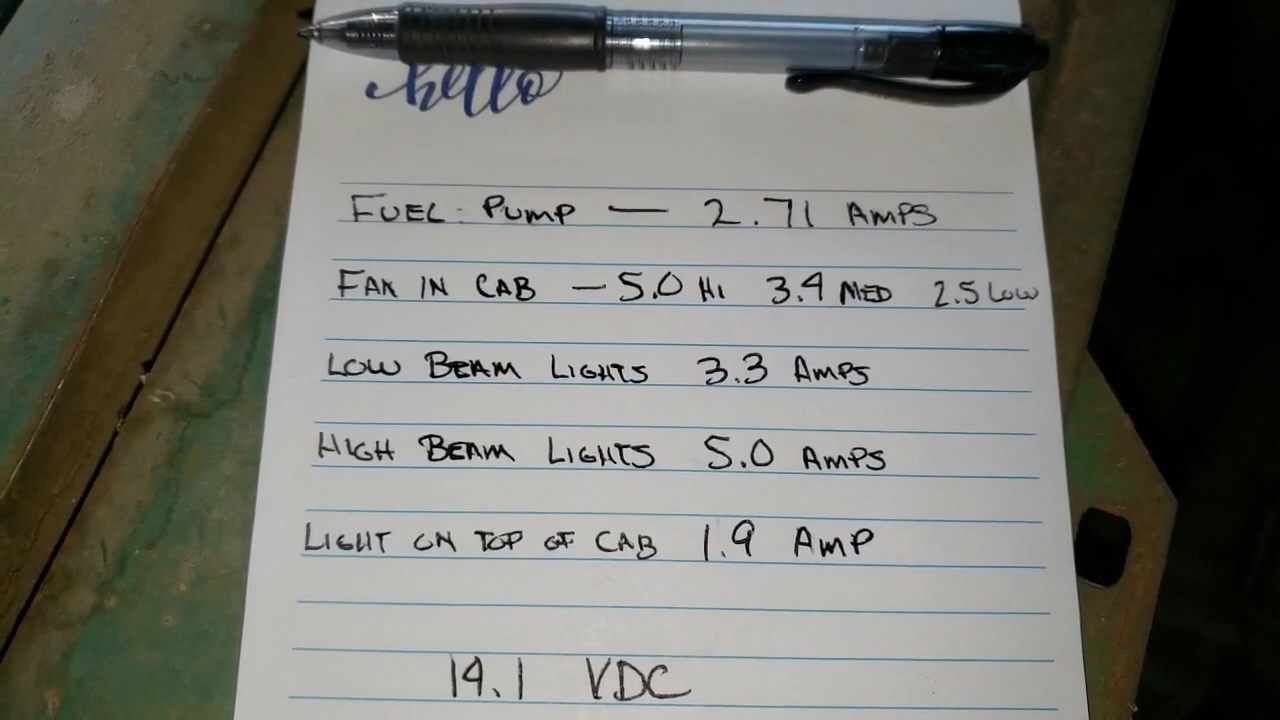 hello
FUEL PUMP — 2.71 AMPS
FAN IN CAB — 5.0 HI 3.4 MED 2.5 LOW
LOW BEAM LIGHTS 3.3 AMPS
HIGH BEAM LIGHTS 5.0 AMPS
LIGHT ON TOP OF CAB 1.9 AMP
14.1 VDC